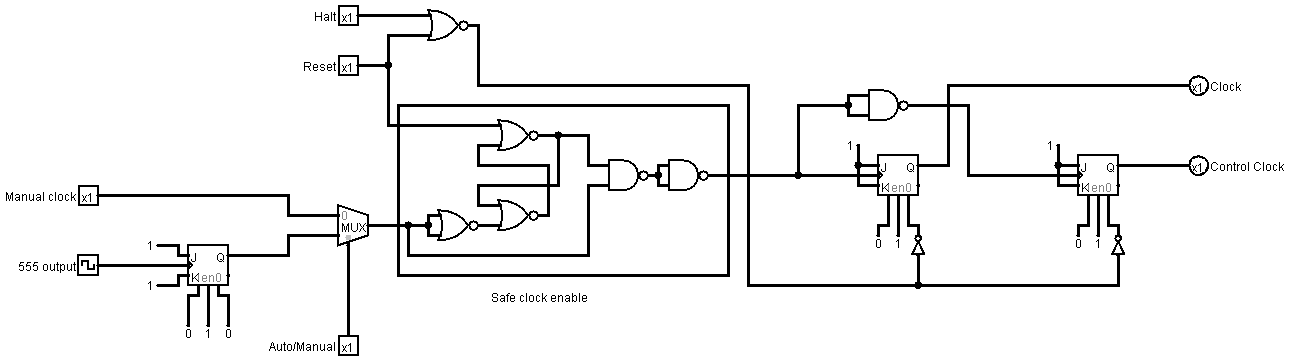 Halt x1
Reset x1
x1 Clock
1 J Q K en0 0 1
1 J Q K en0 0 1
x1 Control Clock
Manual clock x1
0 MUX
1 J Q K en0 1 0 1 0
555 output
Safe clock enable
Auto/Manual x1